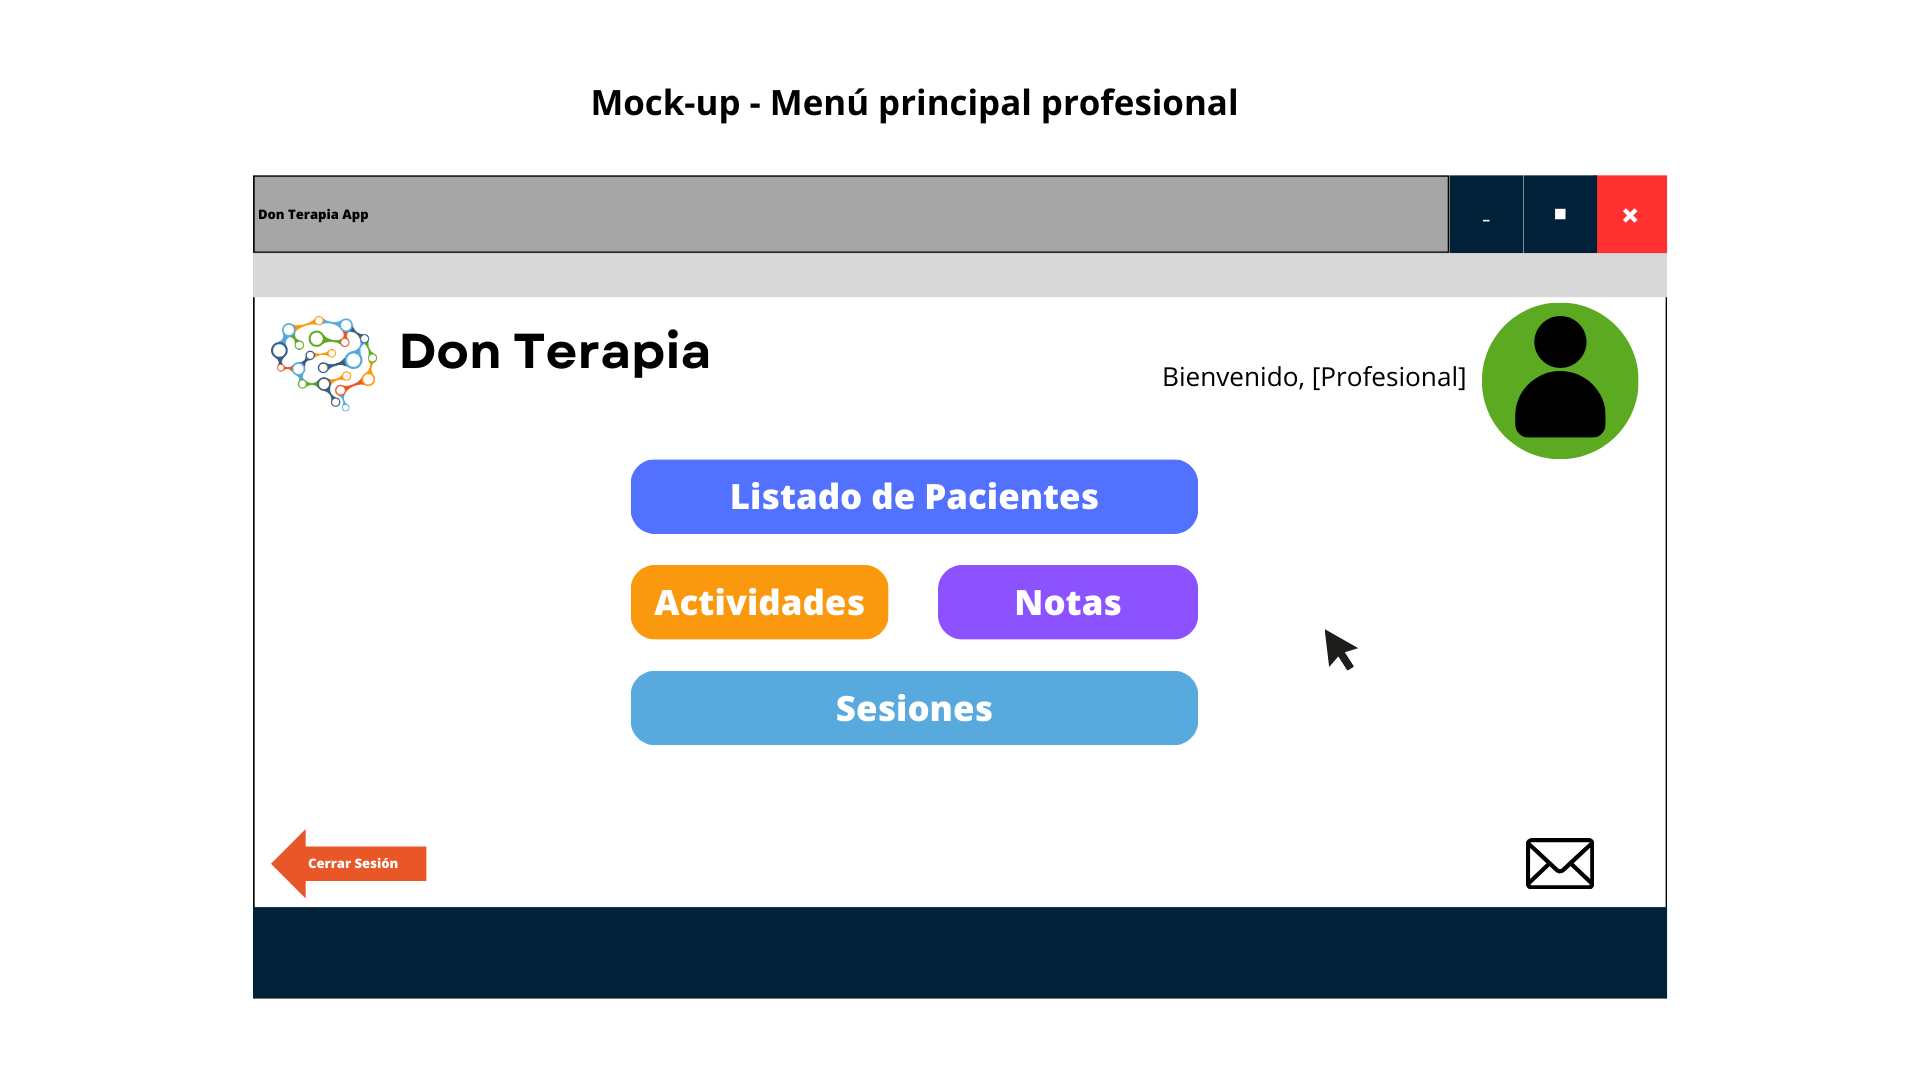 Mock-up - Menú principal profesional
Don Terapia App
Don Terapia
Bienvenido, [Profesional]
Listado de Pacientes
Actividades
Notas
Sesiones
Cerrar Sesión